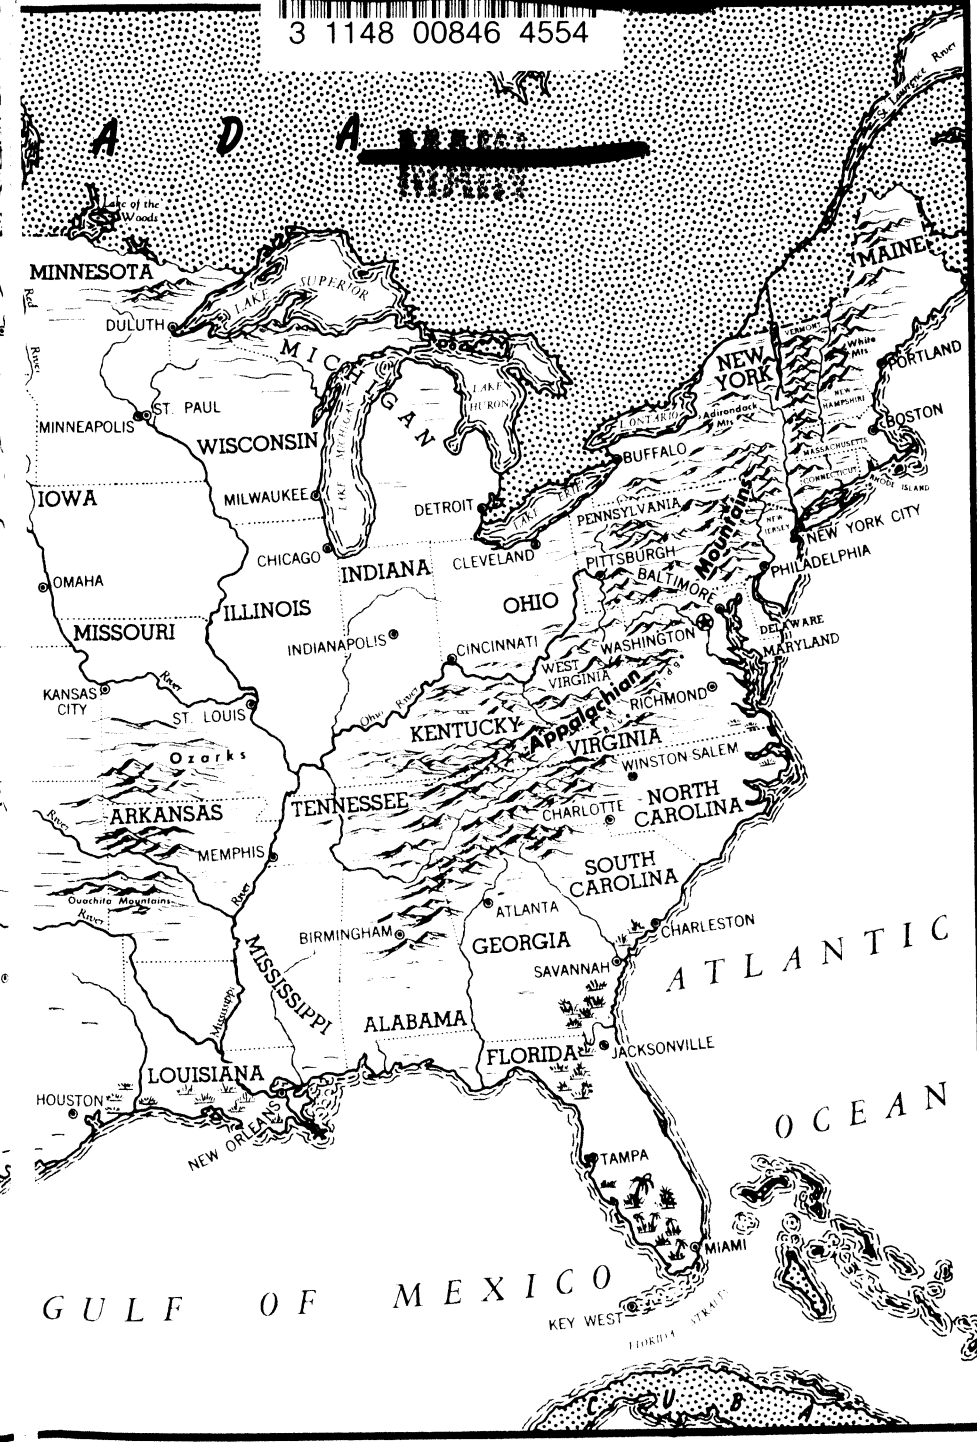 3 1148 00846 4554
A D A
Lake of the
Woods
MINNESOTA
Red
River
DULUTH
LAKE SUPERIOR
MICHIGAN
ST. PAUL
MINNEAPOLIS
WISCONSIN
LAKE MICHIGAN
LAKE
HURON
MILWAUKEE
DETROIT
IOWA
CHICAGO
INDIANA
CLEVELAND
LAKE ERIE
OMAHA
ILLINOIS
OHIO
MISSOURI
INDIANAPOLIS
CINCINNATI
Lawrence River
MAINE
VERMONT
White
Mts
PORTLAND
NEW
YORK
NEW
HAMPSHIRE
L. ONTARIO
Adirondack
Mts
BOSTON
BUFFALO
MASSACHUSETTS
CONNECTICUT
RHODE ISLAND
PENNSYLVANIA
NEW
JERSEY
NEW YORK CITY
PITTSBURGH
PHILADELPHIA
BALTIMORE
Appalachian Mountains
WASHINGTON
DELAWARE
MARYLAND
WEST
VIRGINIA
KANSAS
CITY
River
ST. LOUIS
Ohio River
KENTUCKY
RICHMOND
VIRGINIA
Ozarks
WINSTON SALEM
ARKANSAS
River
TENNESSEE
CHARLOTTE
NORTH
CAROLINA
MEMPHIS
SOUTH
CAROLINA
Ouachita Mountains
River
River
ATLANTA
CHARLESTON
BIRMINGHAM
GEORGIA
SAVANNAH
MISSISSIPPI
Mississippi
ALABAMA
ATLANTIC
FLORIDA
JACKSONVILLE
LOUISIANA
HOUSTON
NEW ORLEANS
OCEAN
TAMPA
MIAMI
GULF OF MEXICO
KEY WEST
FLORIDA STRAITS
C U B A